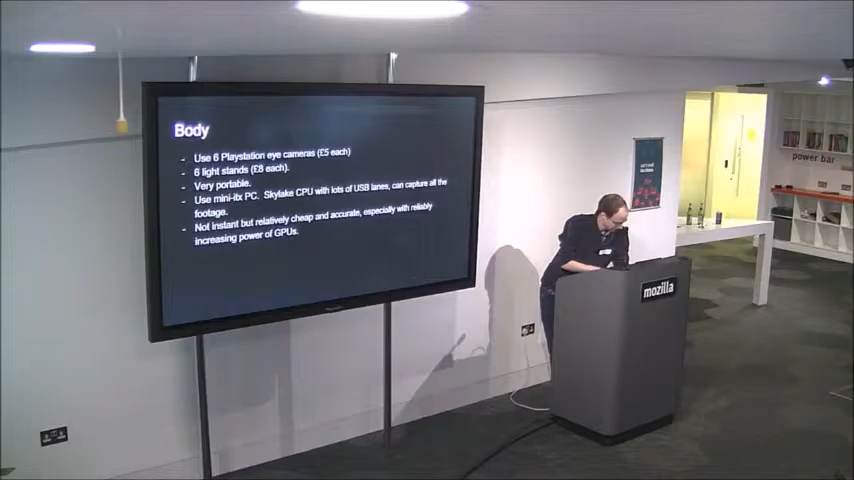 Body
- Use 6 Playstation eye cameras (£5 each)
- 6 light stands (£8 each).
- Very portable.
- Use mini-itx PC. Skylake CPU with lots of USB lanes, can capture all the
footage.
- Not instant but relatively cheap and accurate, especially with reliably
increasing power of GPUs.
mozilla
power bar